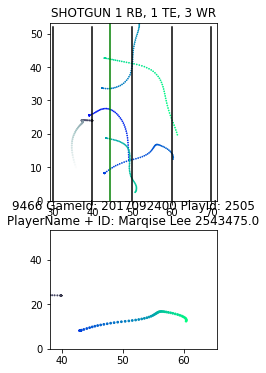 SHOTGUN 1 RB, 1 TE, 3 WR
50
40
30
20
10
0
30 40 50 60 70
9466 GameId: 2017092400 PlayId: 2505
PlayerName + ID: Marqise Lee 2543475.0
40
20
0
40 50 60